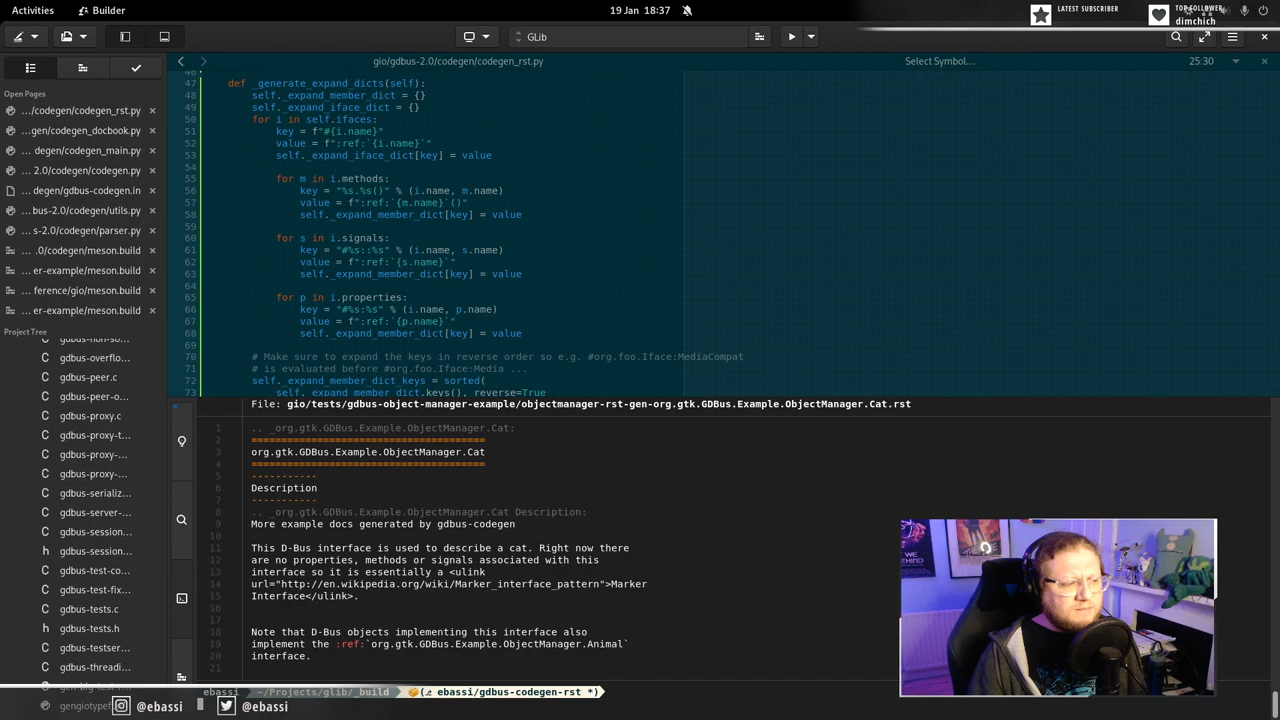 Activities
Builder
19 Jan 18:37
LATEST SUBSCRIBER
TOP FOLLOWER
dimchich
GLib
gio/gdbus-2.0/codegen/codegen_rst.py
Select Symbol…
25:30
Open Pages
.../codegen/codegen_rst.py
...gen/codegen_docbook.py
... degen/codegen_main.py
... 2.0/codegen/codegen.py
... degen/gdbus-codegen.in
... bus-2.0/codegen/utils.py
... s-2.0/codegen/parser.py
... .0/codegen/meson.build
... er-example/meson.build
... ference/gio/meson.build
... er-example/meson.build
Project Tree
gdbus-non-so...
gdbus-overflo...
gdbus-peer.c
gdbus-peer-o...
gdbus-proxy.c
gdbus-proxy-t...
gdbus-proxy-...
gdbus-proxy-...
gdbus-serializ...
gdbus-server-...
gdbus-session...
gdbus-session...
gdbus-test-co...
gdbus-test-fix...
gdbus-tests.c
gdbus-tests.h
gdbus-testser...
gdbus-threadi...
46
47 def _generate_expand_dicts(self):
48 self._expand_member_dict = {}
49 self._expand_iface_dict = {}
50 for i in self.ifaces:
51 key = f"#{i.name}"
52 value = f":ref:`{i.name}`"
53 self._expand_iface_dict[key] = value
54
55 for m in i.methods:
56 key = "%s.%s()" % (i.name, m.name)
57 value = f":ref:`{m.name}`()"
58 self._expand_member_dict[key] = value
59
60 for s in i.signals:
61 key = "#%s::%s" % (i.name, s.name)
62 value = f":ref:`{s.name}`"
63 self._expand_member_dict[key] = value
64
65 for p in i.properties:
66 key = "#%s:%s" % (i.name, p.name)
67 value = f":ref:`{p.name}`"
68 self._expand_member_dict[key] = value
69
70 # Make sure to expand the keys in reverse order so e.g. #org.foo.Iface:MediaCompat
71 # is evaluated before #org.foo.Iface:Media ...
72 self._expand_member_dict_keys = sorted(
73 self._expand_member_dict.keys(), reverse=True
File: gio/tests/gdbus-object-manager-example/objectmanager-rst-gen-org.gtk.GDBus.Example.ObjectManager.Cat.rst
1 .. _org.gtk.GDBus.Example.ObjectManager.Cat:
2 =======================================
3 org.gtk.GDBus.Example.ObjectManager.Cat
4 =======================================
5 -----------
6 Description
7 -----------
8 .. _org.gtk.GDBus.Example.ObjectManager.Cat Description:
9 More example docs generated by gdbus-codegen
10
11 This D-Bus interface is used to describe a cat. Right now there
12 are no properties, methods or signals associated with this
13 interface so it is essentially a <ulink
14 url="http://en.wikipedia.org/wiki/Marker_interface_pattern">Marker
15 Interface</ulink>.
16
17
18 Note that D-Bus objects implementing this interface also
19 implement the :ref:`org.gtk.GDBus.Example.ObjectManager.Animal`
20 interface.
21
ebassi ~/Projects/glib/_build ebassi/gdbus-codegen-rst *)
@ebassi
@ebassi